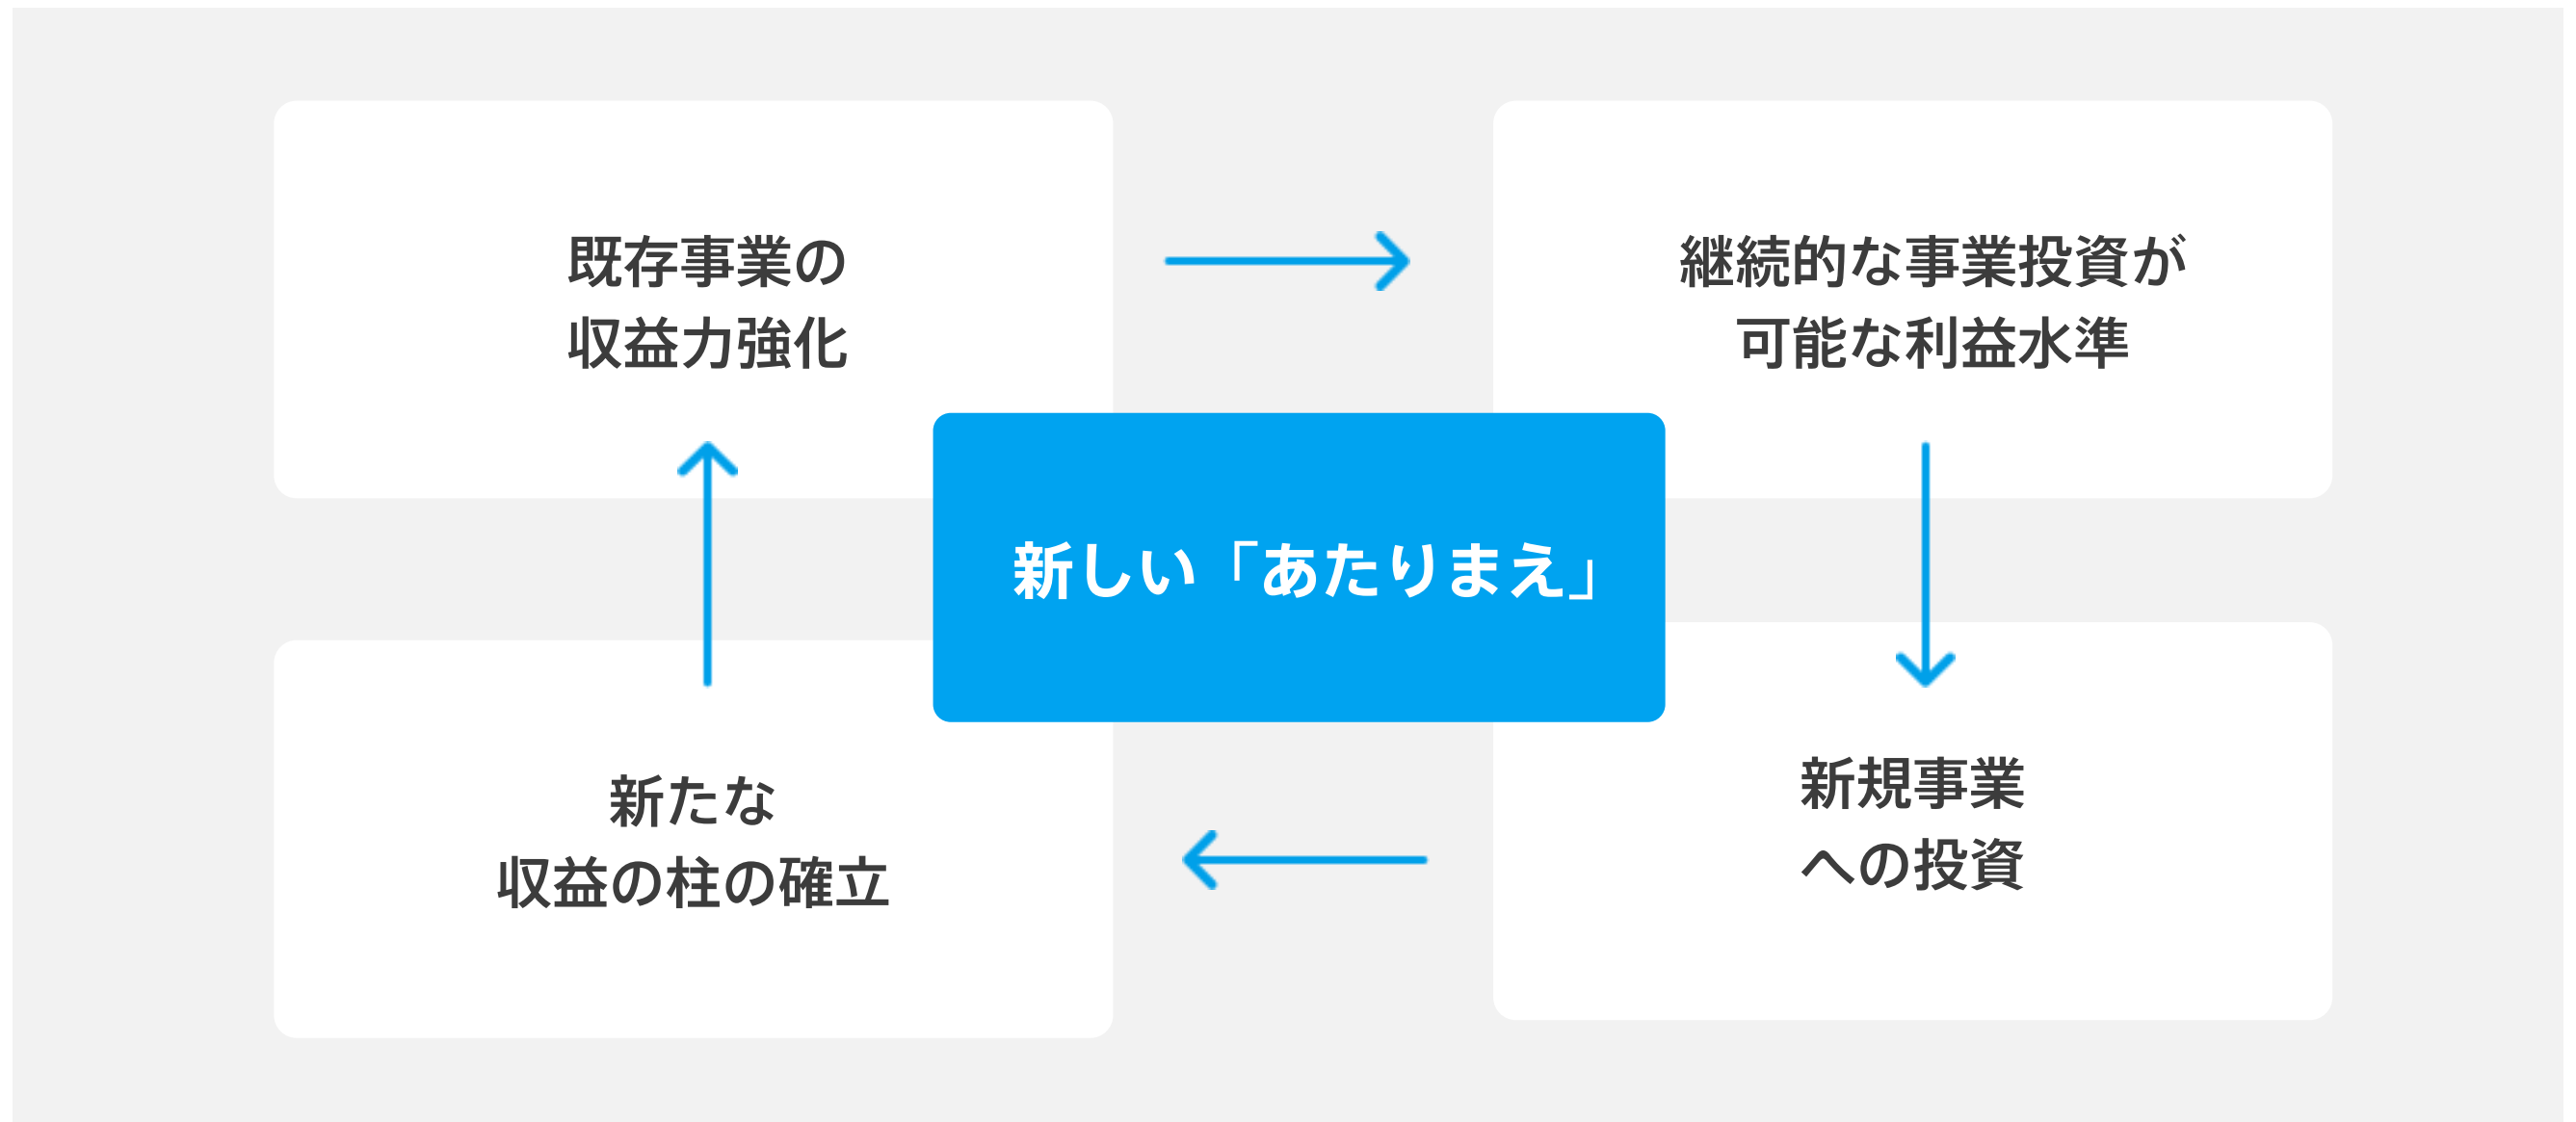 既存事業の
収益力強化
継続的な事業投資が
可能な利益水準
新しい「あたりまえ」
新たな
収益の柱の確立
新規事業
への投資